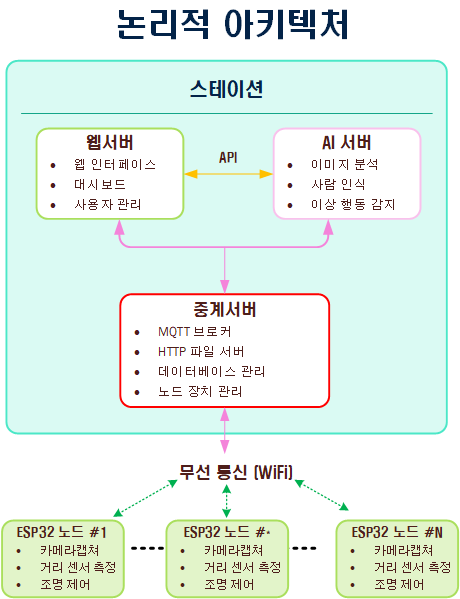 논리적 아키텍처
스테이션
웹서버
• 웹 인터페이스
• 대시보드
• 사용자 관리
API
AI 서버
• 이미지 분석
• 사람 인식
• 이상 행동 감지
중계서버
• MQTT 브로커
• HTTP 파일 서버
• 데이터베이스 관리
• 노드 장치 관리
무선 통신 (WiFi)
ESP32 노드 #1
• 카메라캡쳐
• 거리 센서 측정
• 조명 제어
ESP32 노드 #*
• 카메라캡쳐
• 거리 센서 측정
• 조명 제어
ESP32 노드 #N
• 카메라캡쳐
• 거리 센서 측정
• 조명 제어